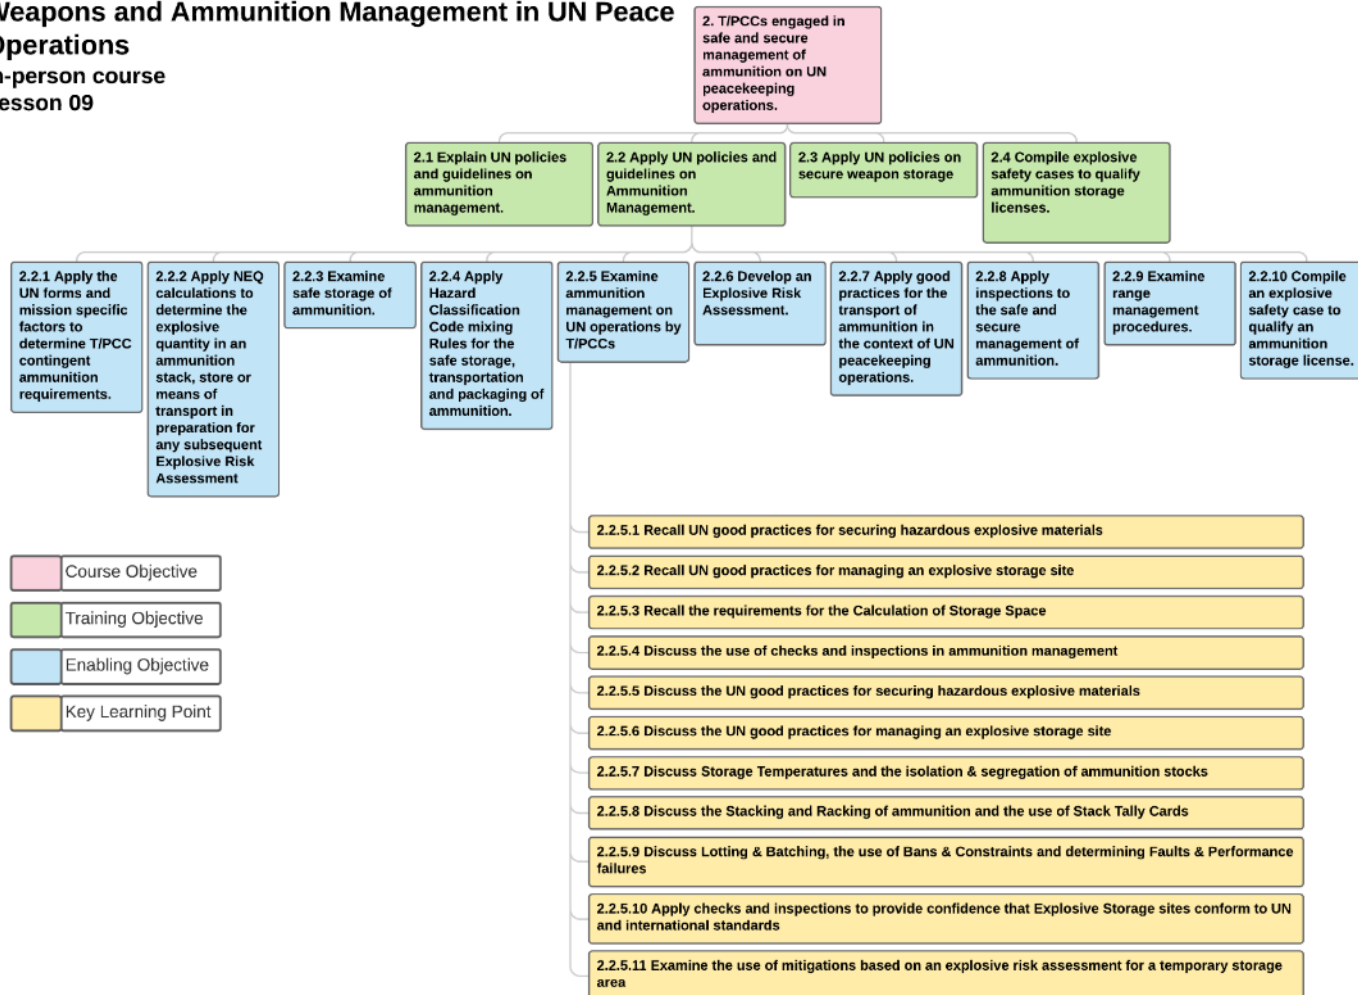 Weapons and Ammunition Management in UN Peace
Operations
n-person course
esson 09
2. T/PCCs engaged in
safe and secure
management of
ammunition on UN
peacekeeping
operations.
2.1 Explain UN policies
and guidelines on
ammunition
management.
2.2 Apply UN policies and
guidelines on
Ammunition
Management.
2.3 Apply UN policies on
secure weapon storage
2.4 Compile explosive
safety cases to qualify
ammunition storage
licenses.
2.2.1 Apply the
UN forms and
mission specific
factors to
determine T/PCC
contingent
ammunition
requirements.
2.2.2 Apply NEQ
calculations to
determine the
explosive
quantity in an
ammunition
stack, store or
means of
transport in
preparation for
any subsequent
Explosive Risk
Assessment
2.2.3 Examine
safe storage of
ammunition.
2.2.4 Apply
Hazard
Classification
Code mixing
Rules for the
safe storage,
transportation
and packaging of
ammunition.
2.2.5 Examine
ammunition
management on
UN operations by
T/PCCs
2.2.6 Develop an
Explosive Risk
Assessment.
2.2.7 Apply good
practices for the
transport of
ammunition in
the context of UN
peacekeeping
operations.
2.2.8 Apply
inspections to
the safe and
secure
management of
ammunition.
2.2.9 Examine
range
management
procedures.
2.2.10 Compile
an explosive
safety case to
qualify an
ammunition
storage license.
2.2.5.1 Recall UN good practices for securing hazardous explosive materials
2.2.5.2 Recall UN good practices for managing an explosive storage site
2.2.5.3 Recall the requirements for the Calculation of Storage Space
2.2.5.4 Discuss the use of checks and inspections in ammunition management
2.2.5.5 Discuss the UN good practices for securing hazardous explosive materials
2.2.5.6 Discuss the UN good practices for managing an explosive storage site
2.2.5.7 Discuss Storage Temperatures and the isolation & segregation of ammunition stocks
2.2.5.8 Discuss the Stacking and Racking of ammunition and the use of Stack Tally Cards
2.2.5.9 Discuss Lotting & Batching, the use of Bans & Constraints and determining Faults & Performance
failures
2.2.5.10 Apply checks and inspections to provide confidence that Explosive Storage sites conform to UN
and international standards
2.2.5.11 Examine the use of mitigations based on an explosive risk assessment for a temporary storage
area
Course Objective
Training Objective
Enabling Objective
Key Learning Point